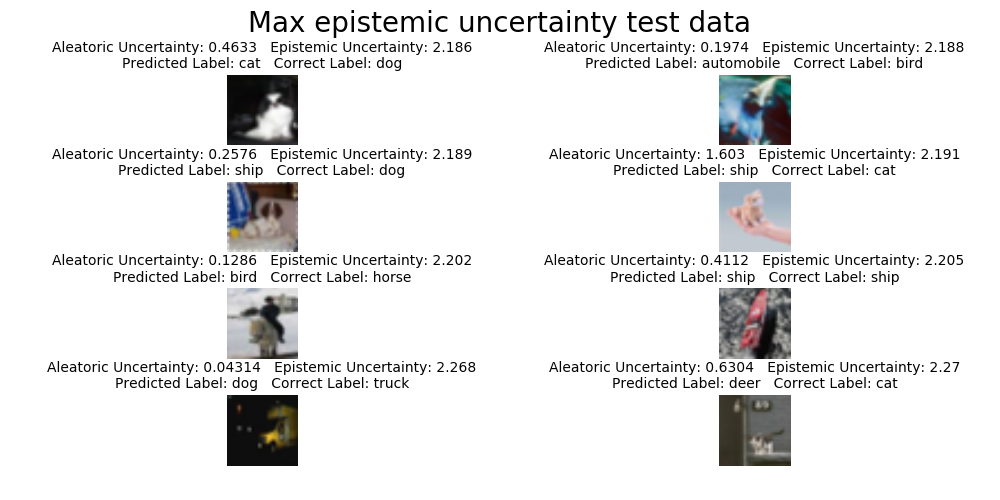 Max epistemic uncertainty test data
Aleatoric Uncertainty: 0.4633   Epistemic Uncertainty: 2.186
Predicted Label: cat   Correct Label: dog
Aleatoric Uncertainty: 0.1974   Epistemic Uncertainty: 2.188
Predicted Label: automobile   Correct Label: bird
Aleatoric Uncertainty: 0.2576   Epistemic Uncertainty: 2.189
Predicted Label: ship   Correct Label: dog
Aleatoric Uncertainty: 1.603   Epistemic Uncertainty: 2.191
Predicted Label: ship   Correct Label: cat
Aleatoric Uncertainty: 0.1286   Epistemic Uncertainty: 2.202
Predicted Label: bird   Correct Label: horse
Aleatoric Uncertainty: 0.4112   Epistemic Uncertainty: 2.205
Predicted Label: ship   Correct Label: ship
Aleatoric Uncertainty: 0.04314   Epistemic Uncertainty: 2.268
Predicted Label: dog   Correct Label: truck
Aleatoric Uncertainty: 0.6304   Epistemic Uncertainty: 2.27
Predicted Label: deer   Correct Label: cat